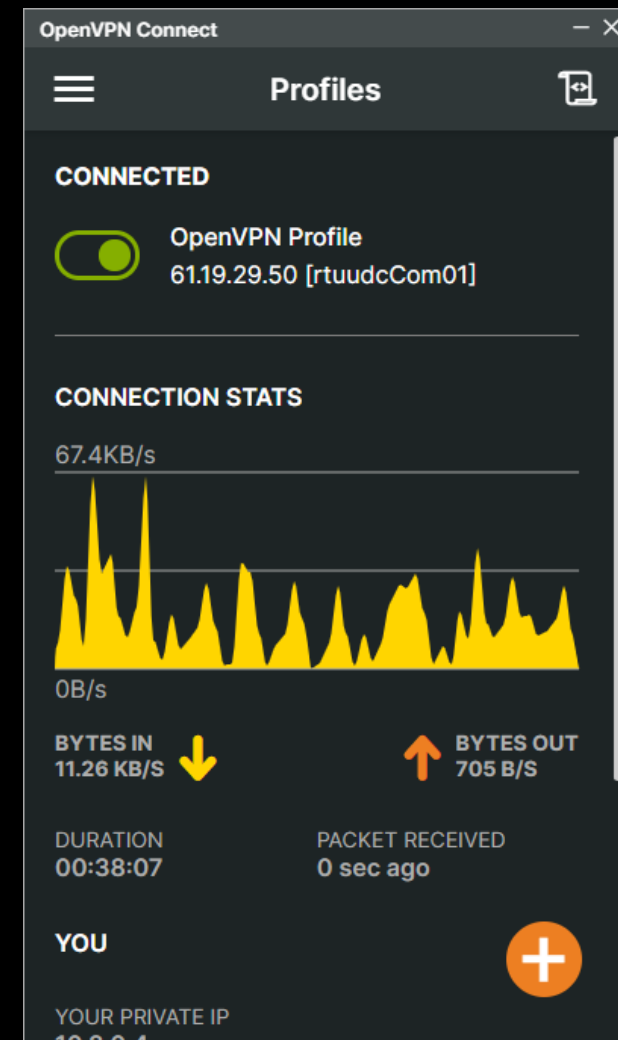 OpenVPN Connect
Profiles
CONNECTED
OpenVPN Profile
61.19.29.50 [rtuudcCom01]
CONNECTION STATS
67.4KB/s
0B/s
BYTES IN
11.26 KB/S
BYTES OUT
705 B/S
DURATION
00:38:07
PACKET RECEIVED
0 sec ago
YOU
YOUR PRIVATE IP